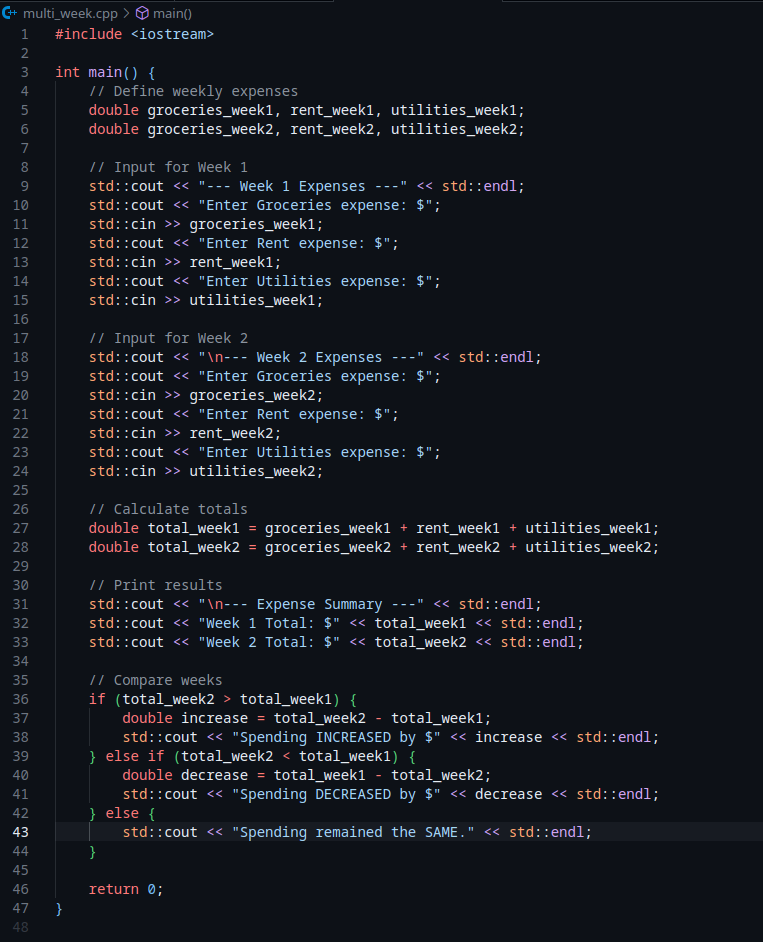 multi_week.cpp > main()
1 #include <iostream>
2
3 int main() {
4     // Define weekly expenses
5     double groceries_week1, rent_week1, utilities_week1;
6     double groceries_week2, rent_week2, utilities_week2;
7
8     // Input for Week 1
9     std::cout << "--- Week 1 Expenses ---" << std::endl;
10     std::cout << "Enter Groceries expense: $";
11     std::cin >> groceries_week1;
12     std::cout << "Enter Rent expense: $";
13     std::cin >> rent_week1;
14     std::cout << "Enter Utilities expense: $";
15     std::cin >> utilities_week1;
16
17     // Input for Week 2
18     std::cout << "\n--- Week 2 Expenses ---" << std::endl;
19     std::cout << "Enter Groceries expense: $";
20     std::cin >> groceries_week2;
21     std::cout << "Enter Rent expense: $";
22     std::cin >> rent_week2;
23     std::cout << "Enter Utilities expense: $";
24     std::cin >> utilities_week2;
25
26     // Calculate totals
27     double total_week1 = groceries_week1 + rent_week1 + utilities_week1;
28     double total_week2 = groceries_week2 + rent_week2 + utilities_week2;
29
30     // Print results
31     std::cout << "\n--- Expense Summary ---" << std::endl;
32     std::cout << "Week 1 Total: $" << total_week1 << std::endl;
33     std::cout << "Week 2 Total: $" << total_week2 << std::endl;
34
35     // Compare weeks
36     if (total_week2 > total_week1) {
37         double increase = total_week2 - total_week1;
38         std::cout << "Spending INCREASED by $" << increase << std::endl;
39     } else if (total_week2 < total_week1) {
40         double decrease = total_week1 - total_week2;
41         std::cout << "Spending DECREASED by $" << decrease << std::endl;
42     } else {
43         std::cout << "Spending remained the SAME." << std::endl;
44     }
45
46     return 0;
47 }
48